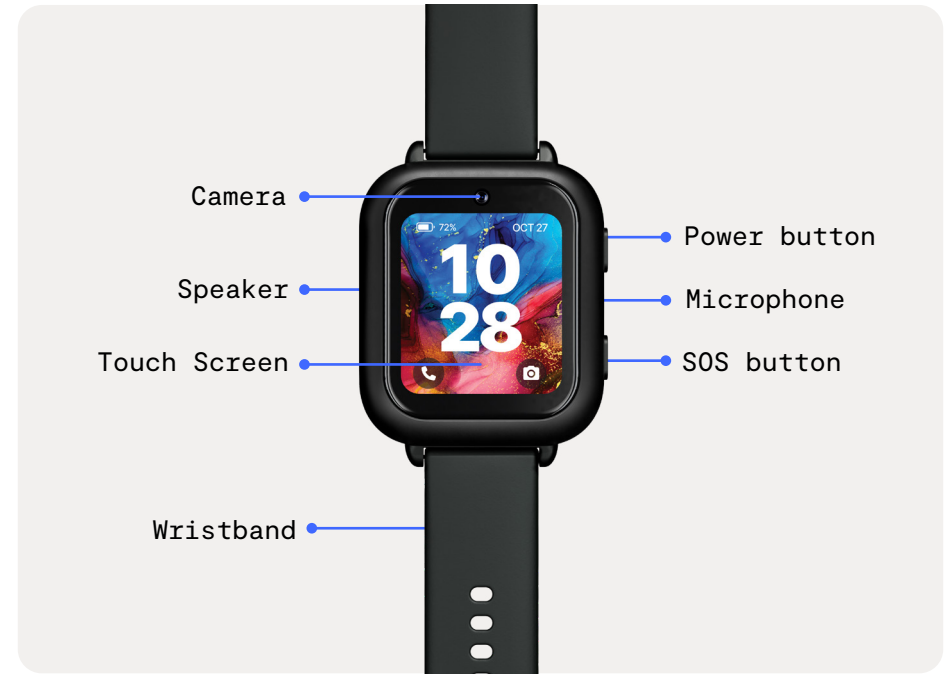 Camera
Speaker
Touch Screen
Wristband
72%
OCT 27
10
28
Power button
Microphone
SOS button